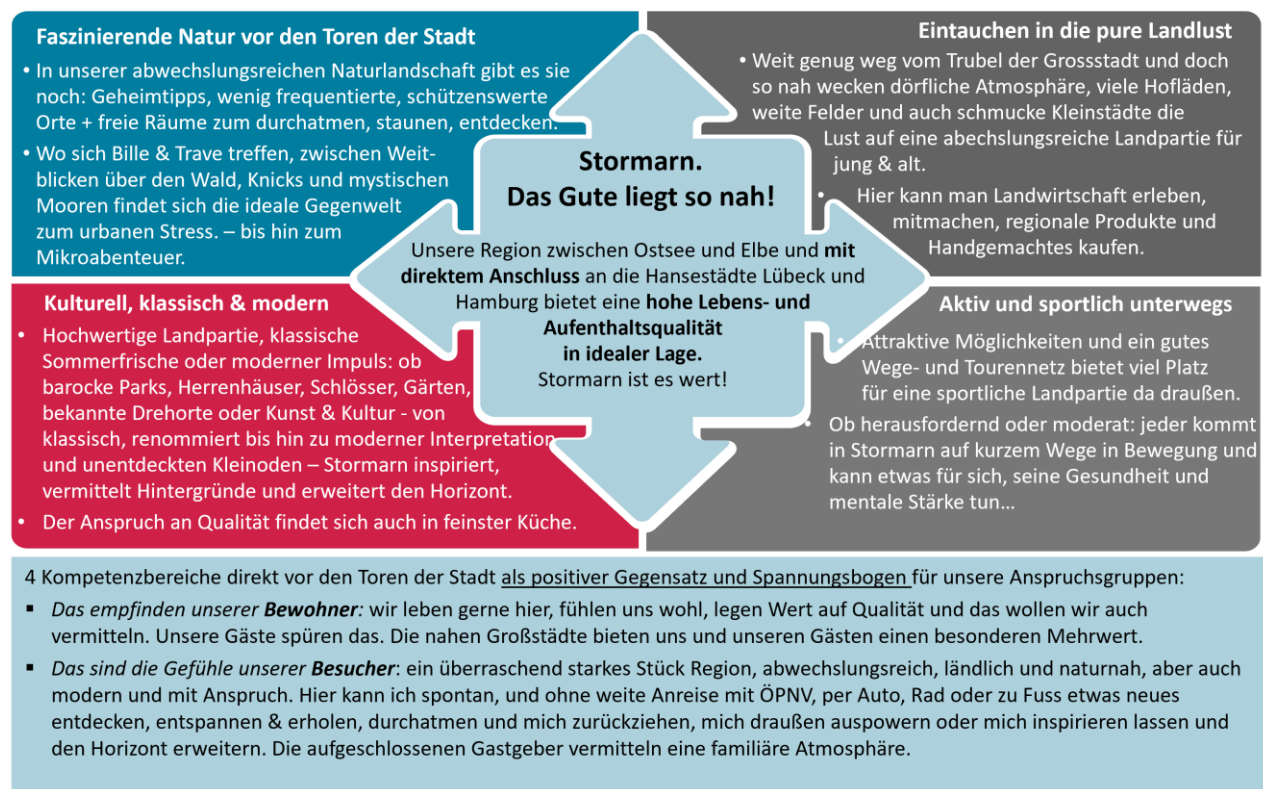 Faszinierende Natur vor den Toren der Stadt
• In unserer abwechslungsreichen Naturlandschaft gibt es sie
noch: Geheimtipps, wenig frequentierte, schützenswerte
Orte + freie Räume zum durchatmen, staunen, entdecken.
• Wo sich Bille & Trave treffen, zwischen Weit-
blicken über den Wald, Knicks und mystischen
Mooren findet sich die ideale Gegenwelt
zum urbanen Stress. – bis hin zum
Mikroabenteuer.
Eintauchen in die pure Landlust
• Weit genug weg vom Trubel der Grossstadt und doch
so nah wecken dörfliche Atmosphäre, viele Hofläden,
weite Felder und auch schmucke Kleinstädte die
Lust auf eine abechslungsreiche Landpartie für
jung & alt.
• Hier kann man Landwirtschaft erleben,
mitmachen, regionale Produkte und
Handgemachtes kaufen.
Stormarn.
Das Gute liegt so nah!
Unsere Region zwischen Ostsee und Elbe und mit
direktem Anschluss an die Hansestädte Lübeck und
Hamburg bietet eine hohe Lebens- und
Aufenthaltsqualität
in idealer Lage.
Stormarn ist es wert!
Kulturell, klassisch & modern
• Hochwertige Landpartie, klassische
Sommerfrische oder moderner Impuls: ob
barocke Parks, Herrenhäuser, Schlösser, Gärten,
bekannte Drehorte oder Kunst & Kultur - von
klassisch, renommiert bis hin zu moderner Interpretation
und unentdeckten Kleinoden – Stormarn inspiriert,
vermittelt Hintergründe und erweitert den Horizont.
• Der Anspruch an Qualität findet sich auch in feinster Küche.
Aktiv und sportlich unterwegs
• Attraktive Möglichkeiten und ein gutes
Wege- und Tourennetz bietet viel Platz
für eine sportliche Landpartie da draußen.
• Ob herausfordernd oder moderat: jeder kommt
in Stormarn auf kurzem Wege in Bewegung und
kann etwas für sich, seine Gesundheit und
mentale Stärke tun…
4 Kompetenzbereiche direkt vor den Toren der Stadt als positiver Gegensatz und Spannungsbogen für unsere Anspruchsgruppen:
▪ Das empfinden unserer Bewohner: wir leben gerne hier, fühlen uns wohl, legen Wert auf Qualität und das wollen wir auch
vermitteln. Unsere Gäste spüren das. Die nahen Großstädte bieten uns und unseren Gästen einen besonderen Mehrwert.
▪ Das sind die Gefühle unserer Besucher: ein überraschend starkes Stück Region, abwechslungsreich, ländlich und naturnah, aber auch
modern und mit Anspruch. Hier kann ich spontan, und ohne weite Anreise mit ÖPNV, per Auto, Rad oder zu Fuss etwas neues
entdecken, entspannen & erholen, durchatmen und mich zurückziehen, mich draußen auspowern oder mich inspirieren lassen und
den Horizont erweitern. Die aufgeschlossenen Gastgeber vermitteln eine familiäre Atmosphäre.